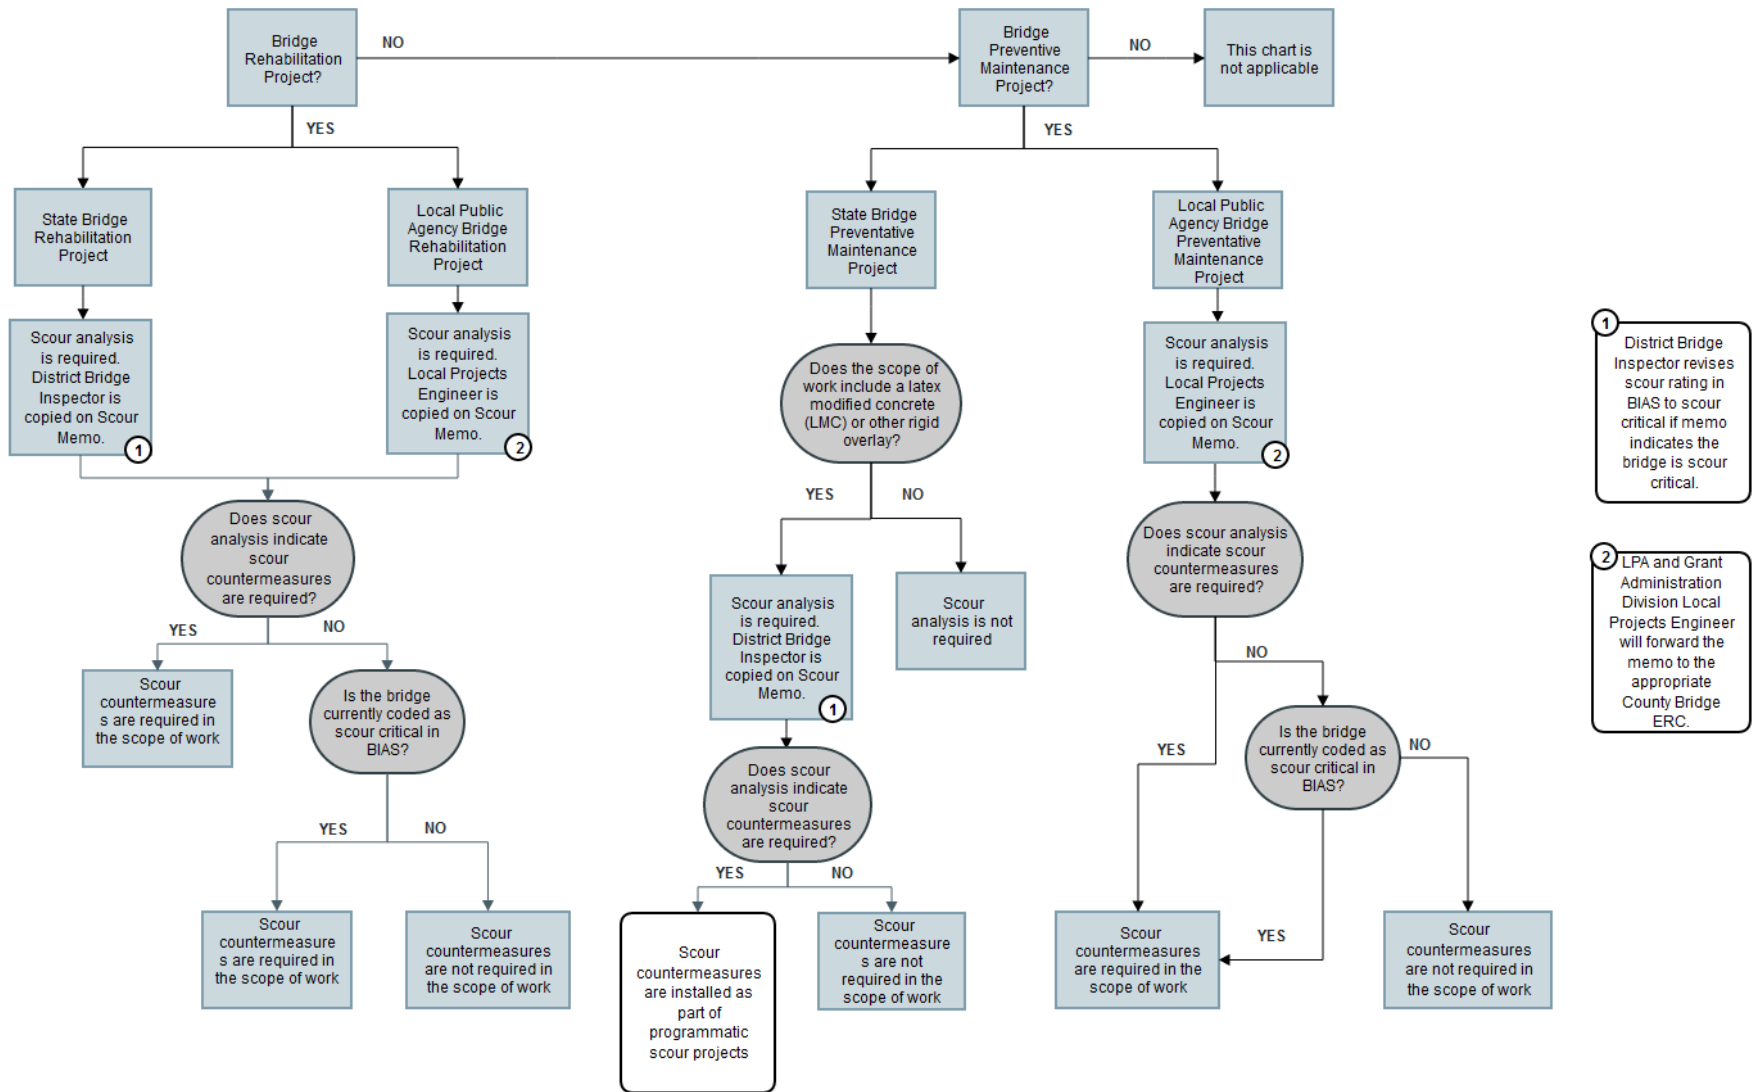 Bridge
Rehabilitation
Project?
NO
Bridge
Preventive
Maintenance
Project?
NO
This chart is
not applicable
YES
YES
State Bridge
Rehabilitation
Project
Local Public
Agency Bridge
Rehabilitation
Project
State Bridge
Preventative
Maintenance
Project
Local Public
Agency Bridge
Preventative
Maintenance
Project
Scour analysis
is required.
District Bridge
Inspector is
copied on Scour
Memo.
1
Scour analysis
is required.
Local Projects
Engineer is
copied on Scour
Memo.
2
Does the scope of
work include a latex
modified concrete
(LMC) or other rigid
overlay?
Scour analysis
is required.
Local Projects
Engineer is
copied on Scour
Memo.
2
1
District Bridge
Inspector revises
scour rating in
BIAS to scour
critical if memo
indicates the
bridge is scour
critical.
YES
NO
Does scour
analysis indicate
scour
countermeasures
are required?
Does scour analysis
indicate scour
countermeasures
are required?
2
LPA and Grant
Administration
Division Local
Projects Engineer
will forward the
memo to the
appropriate
County Bridge
ERC.
Scour analysis
is required.
District Bridge
Inspector is
copied on Scour
Memo.
1
Scour
analysis is not
required
YES
NO
NO
Scour
countermeasure
s are required in
the scope of work
Is the bridge
currently coded as
scour critical in
BIAS?
YES
Is the bridge
currently coded as
scour critical in
BIAS?
NO
Does scour
analysis indicate
scour
countermeasures
are required?
YES
NO
YES
NO
Scour
countermeasure
s are required in
the scope of work
Scour
countermeasures
are not required in
the scope of work
Scour
countermeasures
are installed as
part of
programmatic
scour projects
Scour
countermeasure
s are not
required in the
scope of work
Scour
countermeasures
are required in the
scope of work
YES
Scour
countermeasures
are not required in
the scope of work